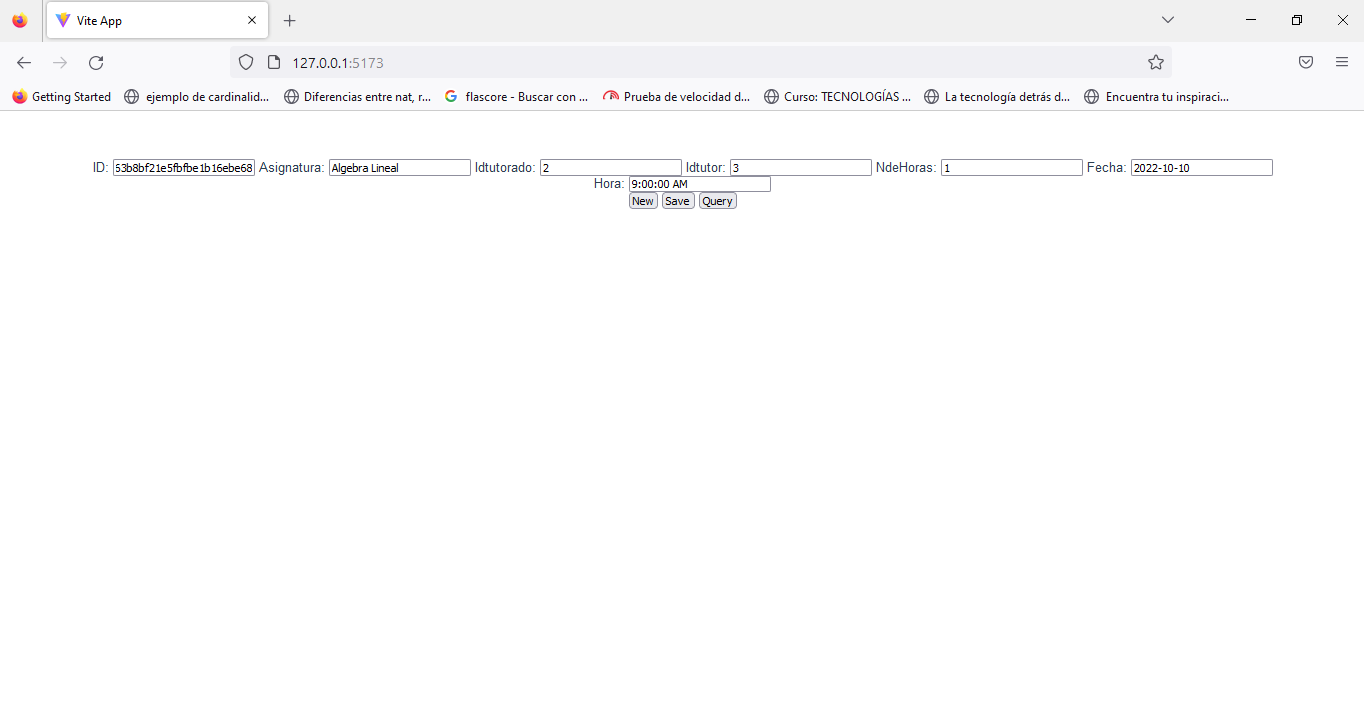 Vite App
127.0.0.1:5173
Getting Started ejemplo de cardinalid... Diferencias entre nat, r... flascore - Buscar con ... Prueba de velocidad d... Curso: TECNOLOGÍAS ... La tecnología detrás d... Encuentra tu inspiraci...
ID: 63b8bf21e5fbfbe1b16ebe68 Asignatura: Algebra Lineal Idtutorado: 2 Idtutor: 3 NdeHoras: 1 Fecha: 2022-10-10
Hora: 9:00:00 AM
New Save Query